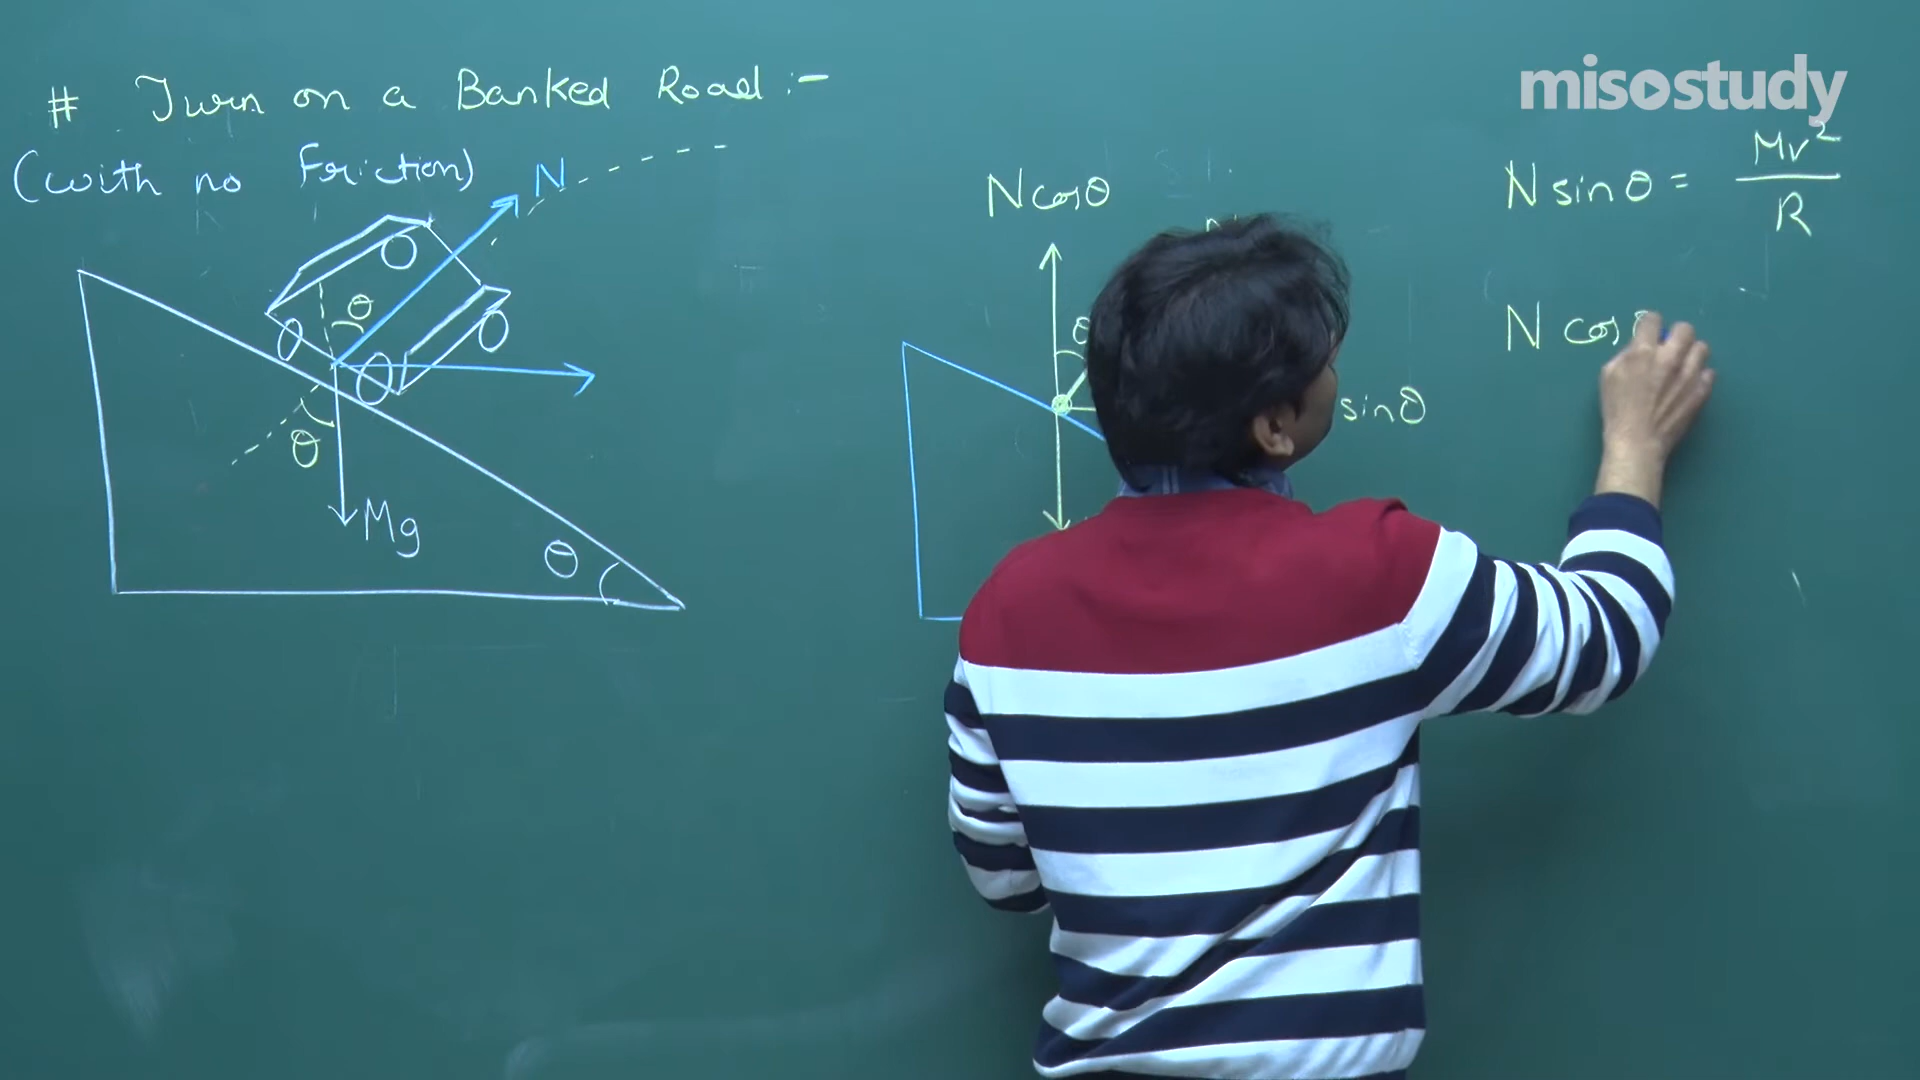 # Turn on a Banked Road :-
(with no Friction)
N
θ
θ
Mg
θ
N cosθ
θ
sinθ
misostudy
N sinθ = Mv²
R
N cos